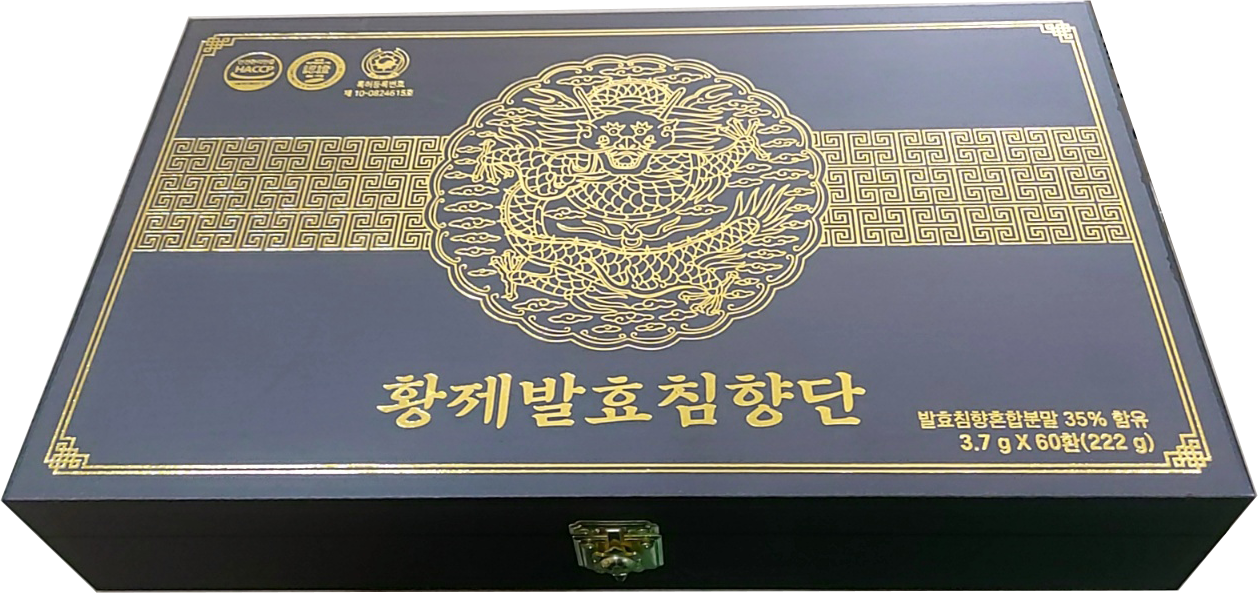 HACCP
특허등록번호
제 10-0824615호
황제발효침향단
발효침향혼합분말 35% 함유
3.7 g X 60환(222 g)